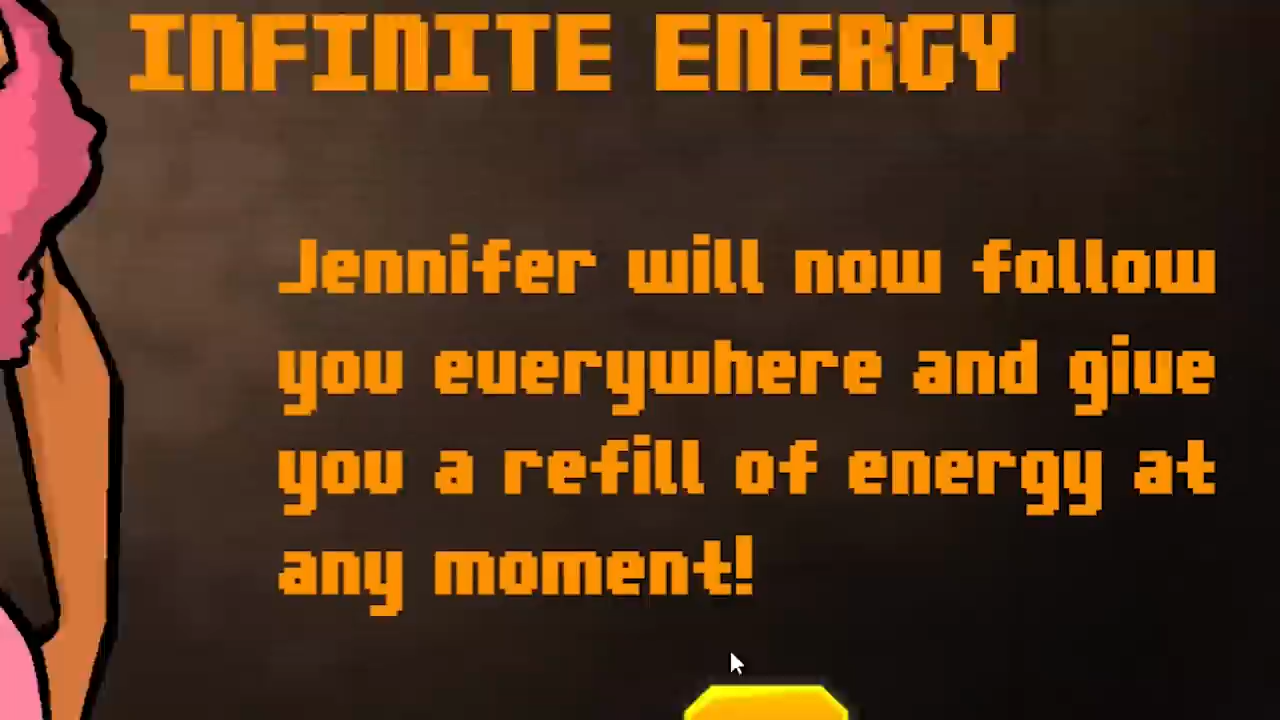 INFINITE ENERGY
Jennifer will now follow
you everywhere and give
you a refill of energy at
any moment!